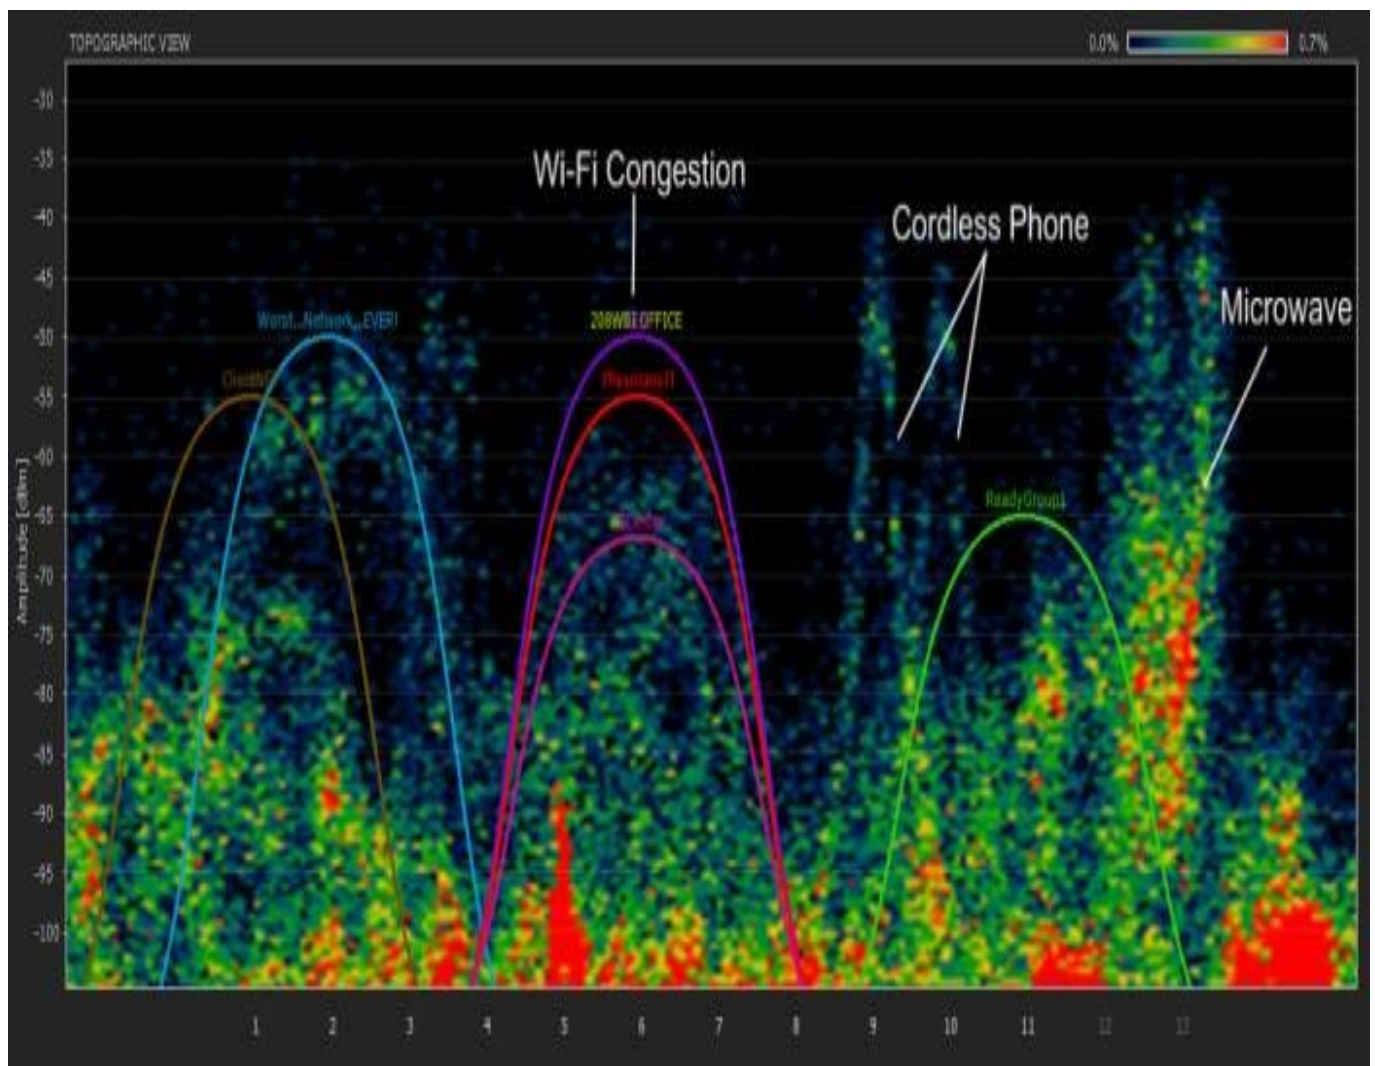 TOPOGRAPHIC VIEW
0.0%
0.7%
-30
-35
-40
-45
-50
-55
-60
-65
-70
-75
-80
-85
-90
-95
-100
Amplitude [dBm]
Wi-Fi Congestion
Cordless Phone
Microwave
Worst...Network...EVER!
208WBI OFFICE
ReadyGroup1
1 2 3 4 5 6 7 8 9 10 11 12 13